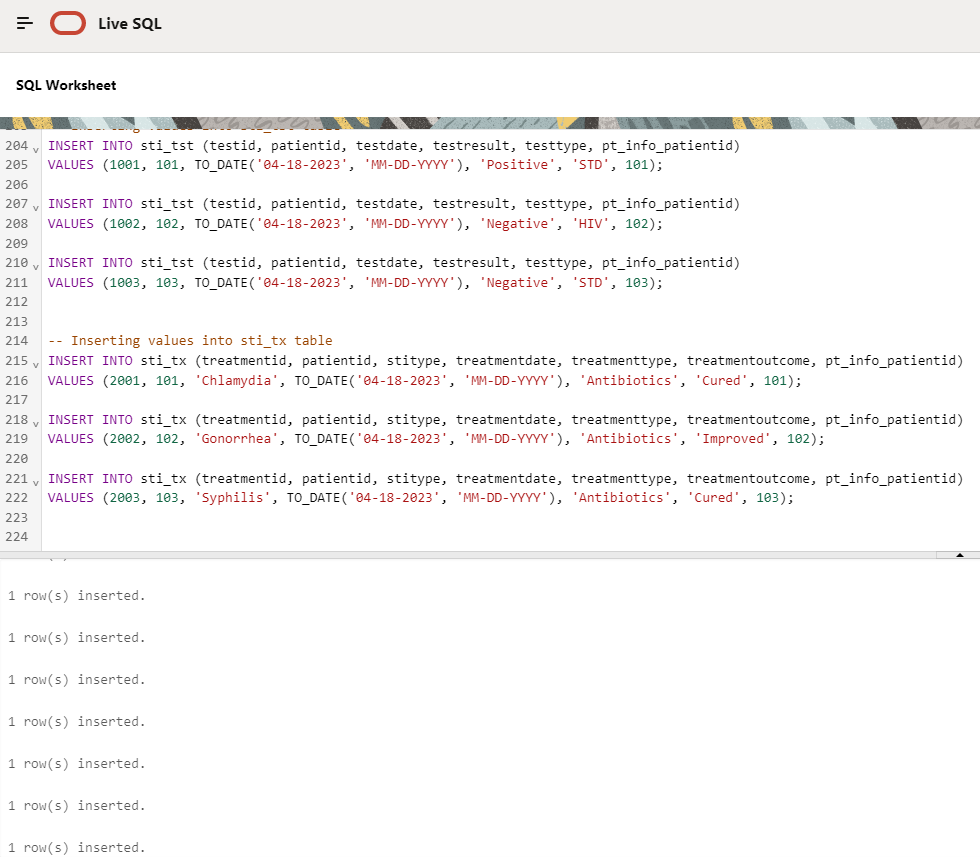 Live SQL
SQL Worksheet
204 INSERT INTO sti_tst (testid, patientid, testdate, testresult, testtype, pt_info_patientid)
205 VALUES (1001, 101, TO_DATE('04-18-2023', 'MM-DD-YYYY'), 'Positive', 'STD', 101);
206
207 INSERT INTO sti_tst (testid, patientid, testdate, testresult, testtype, pt_info_patientid)
208 VALUES (1002, 102, TO_DATE('04-18-2023', 'MM-DD-YYYY'), 'Negative', 'HIV', 102);
209
210 INSERT INTO sti_tst (testid, patientid, testdate, testresult, testtype, pt_info_patientid)
211 VALUES (1003, 103, TO_DATE('04-18-2023', 'MM-DD-YYYY'), 'Negative', 'STD', 103);
212
213
214 -- Inserting values into sti_tx table
215 INSERT INTO sti_tx (treatmentid, patientid, stitype, treatmentdate, treatmenttype, treatmentoutcome, pt_info_patientid)
216 VALUES (2001, 101, 'Chlamydia', TO_DATE('04-18-2023', 'MM-DD-YYYY'), 'Antibiotics', 'Cured', 101);
217
218 INSERT INTO sti_tx (treatmentid, patientid, stitype, treatmentdate, treatmenttype, treatmentoutcome, pt_info_patientid)
219 VALUES (2002, 102, 'Gonorrhea', TO_DATE('04-18-2023', 'MM-DD-YYYY'), 'Antibiotics', 'Improved', 102);
220
221 INSERT INTO sti_tx (treatmentid, patientid, stitype, treatmentdate, treatmenttype, treatmentoutcome, pt_info_patientid)
222 VALUES (2003, 103, 'Syphilis', TO_DATE('04-18-2023', 'MM-DD-YYYY'), 'Antibiotics', 'Cured', 103);
223
224
1 row(s) inserted.
1 row(s) inserted.
1 row(s) inserted.
1 row(s) inserted.
1 row(s) inserted.
1 row(s) inserted.
1 row(s) inserted.